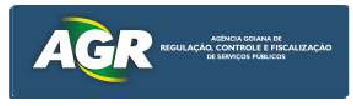 AGR
AGÊNCIA GOIANA DE
REGULAÇÃO, CONTROLE E FISCALIZAÇÃO
DE SERVIÇOS PÚBLICOS